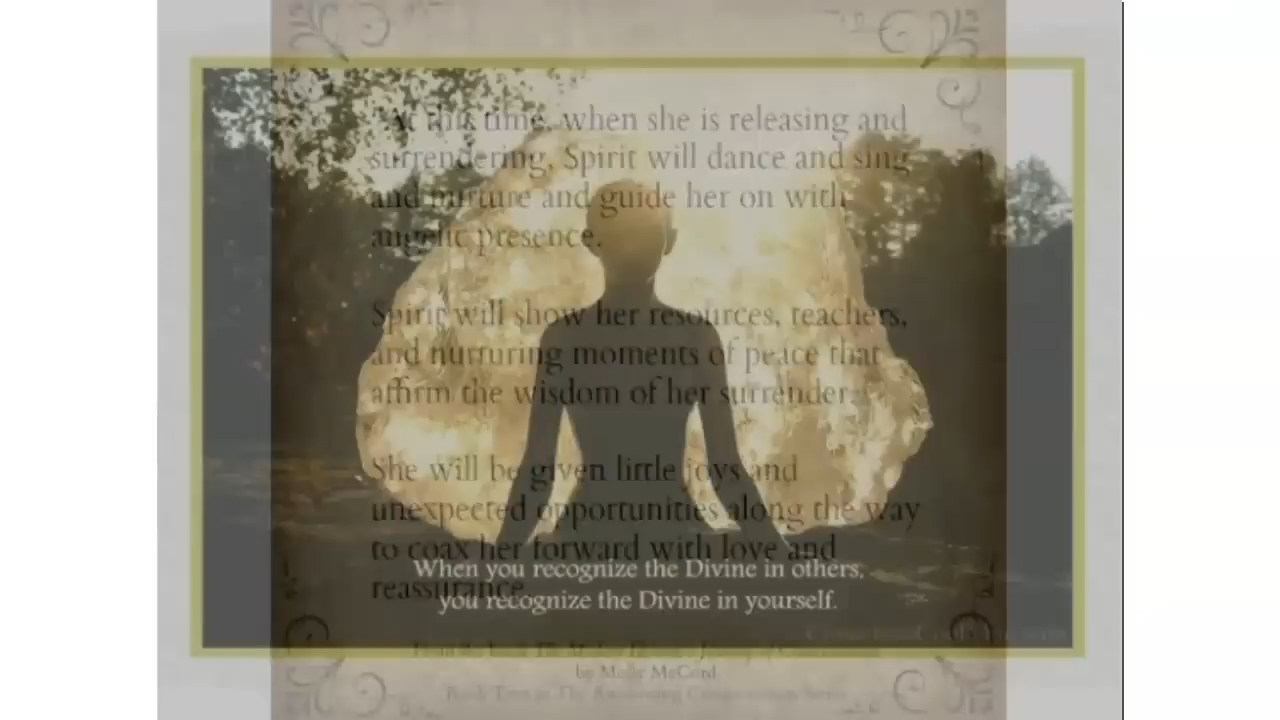 At this time, when she is releasing and
surrendering, Spirit will dance and sing
and nurture and guide her on with
angelic presence.
Spirit will show her resources, teachers,
and nurturing moments of peace that
affirm the wisdom of her surrender.
She will be given little joys and
unexpected opportunities along the way
to coax her forward with love and
reassurance.
When you recognize the Divine in others,
you recognize the Divine in yourself.
by Molly McCord